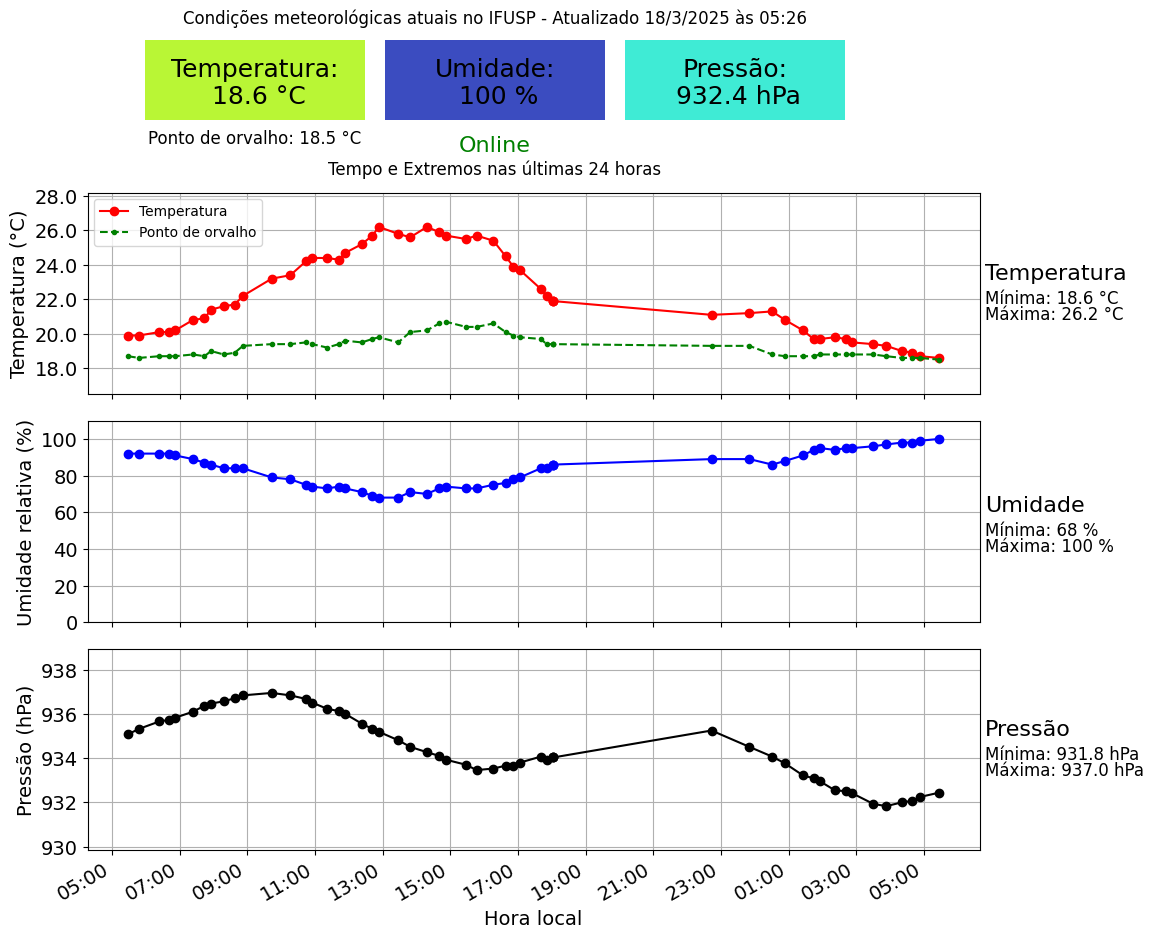 Condições meteorológicas atuais no IFUSP - Atualizado 18/3/2025 às 05:26
Temperatura:
18.6 °C
Umidade:
100 %
Pressão:
932.4 hPa
Ponto de orvalho: 18.5 °C
Online
Tempo e Extremos nas últimas 24 horas
Temperatura (°C)
28.0
26.0
24.0
22.0
20.0
18.0
Temperatura
Ponto de orvalho
Temperatura
Mínima: 18.6 °C
Máxima: 26.2 °C
Umidade relativa (%)
100
80
60
40
20
0
Umidade
Mínima: 68 %
Máxima: 100 %
Pressão (hPa)
938
936
934
932
930
Pressão
Mínima: 931.8 hPa
Máxima: 937.0 hPa
05:00 07:00 09:00 11:00 13:00 15:00 17:00 19:00 21:00 23:00 01:00 03:00 05:00
Hora local